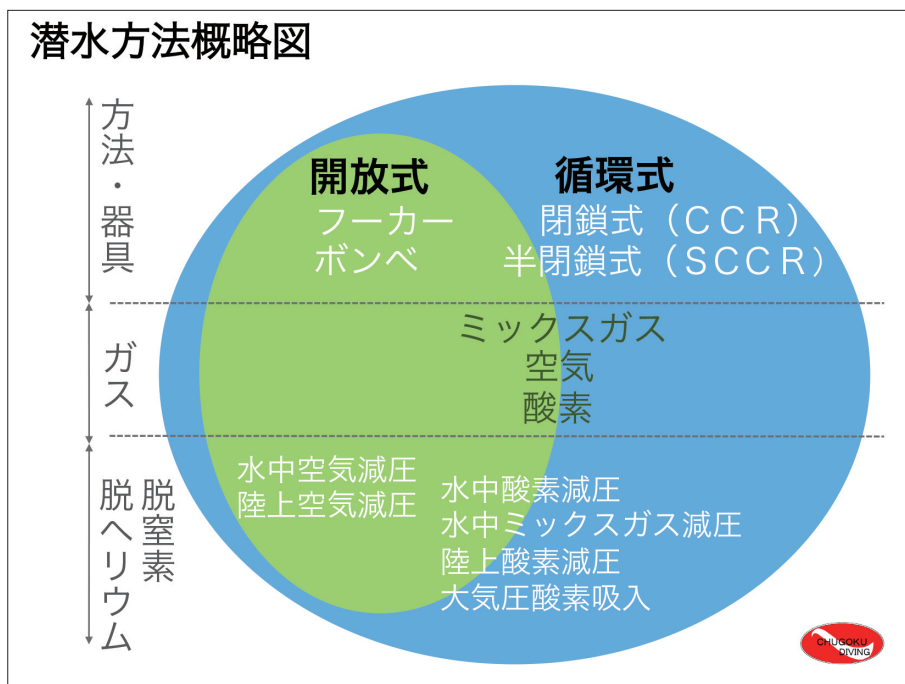 潜水方法概略図
方法・器具
開放式
フーカー
ボンベ
循環式
閉鎖式（ＣＣＲ）
半閉鎖式（ＳＣＣＲ）
ガス
ミックスガス
空気
酸素
脱窒素
脱ヘリウム
水中空気減圧
陸上空気減圧
水中酸素減圧
水中ミックスガス減圧
陸上酸素減圧
大気圧酸素吸入
CHUGOKU
DIVING